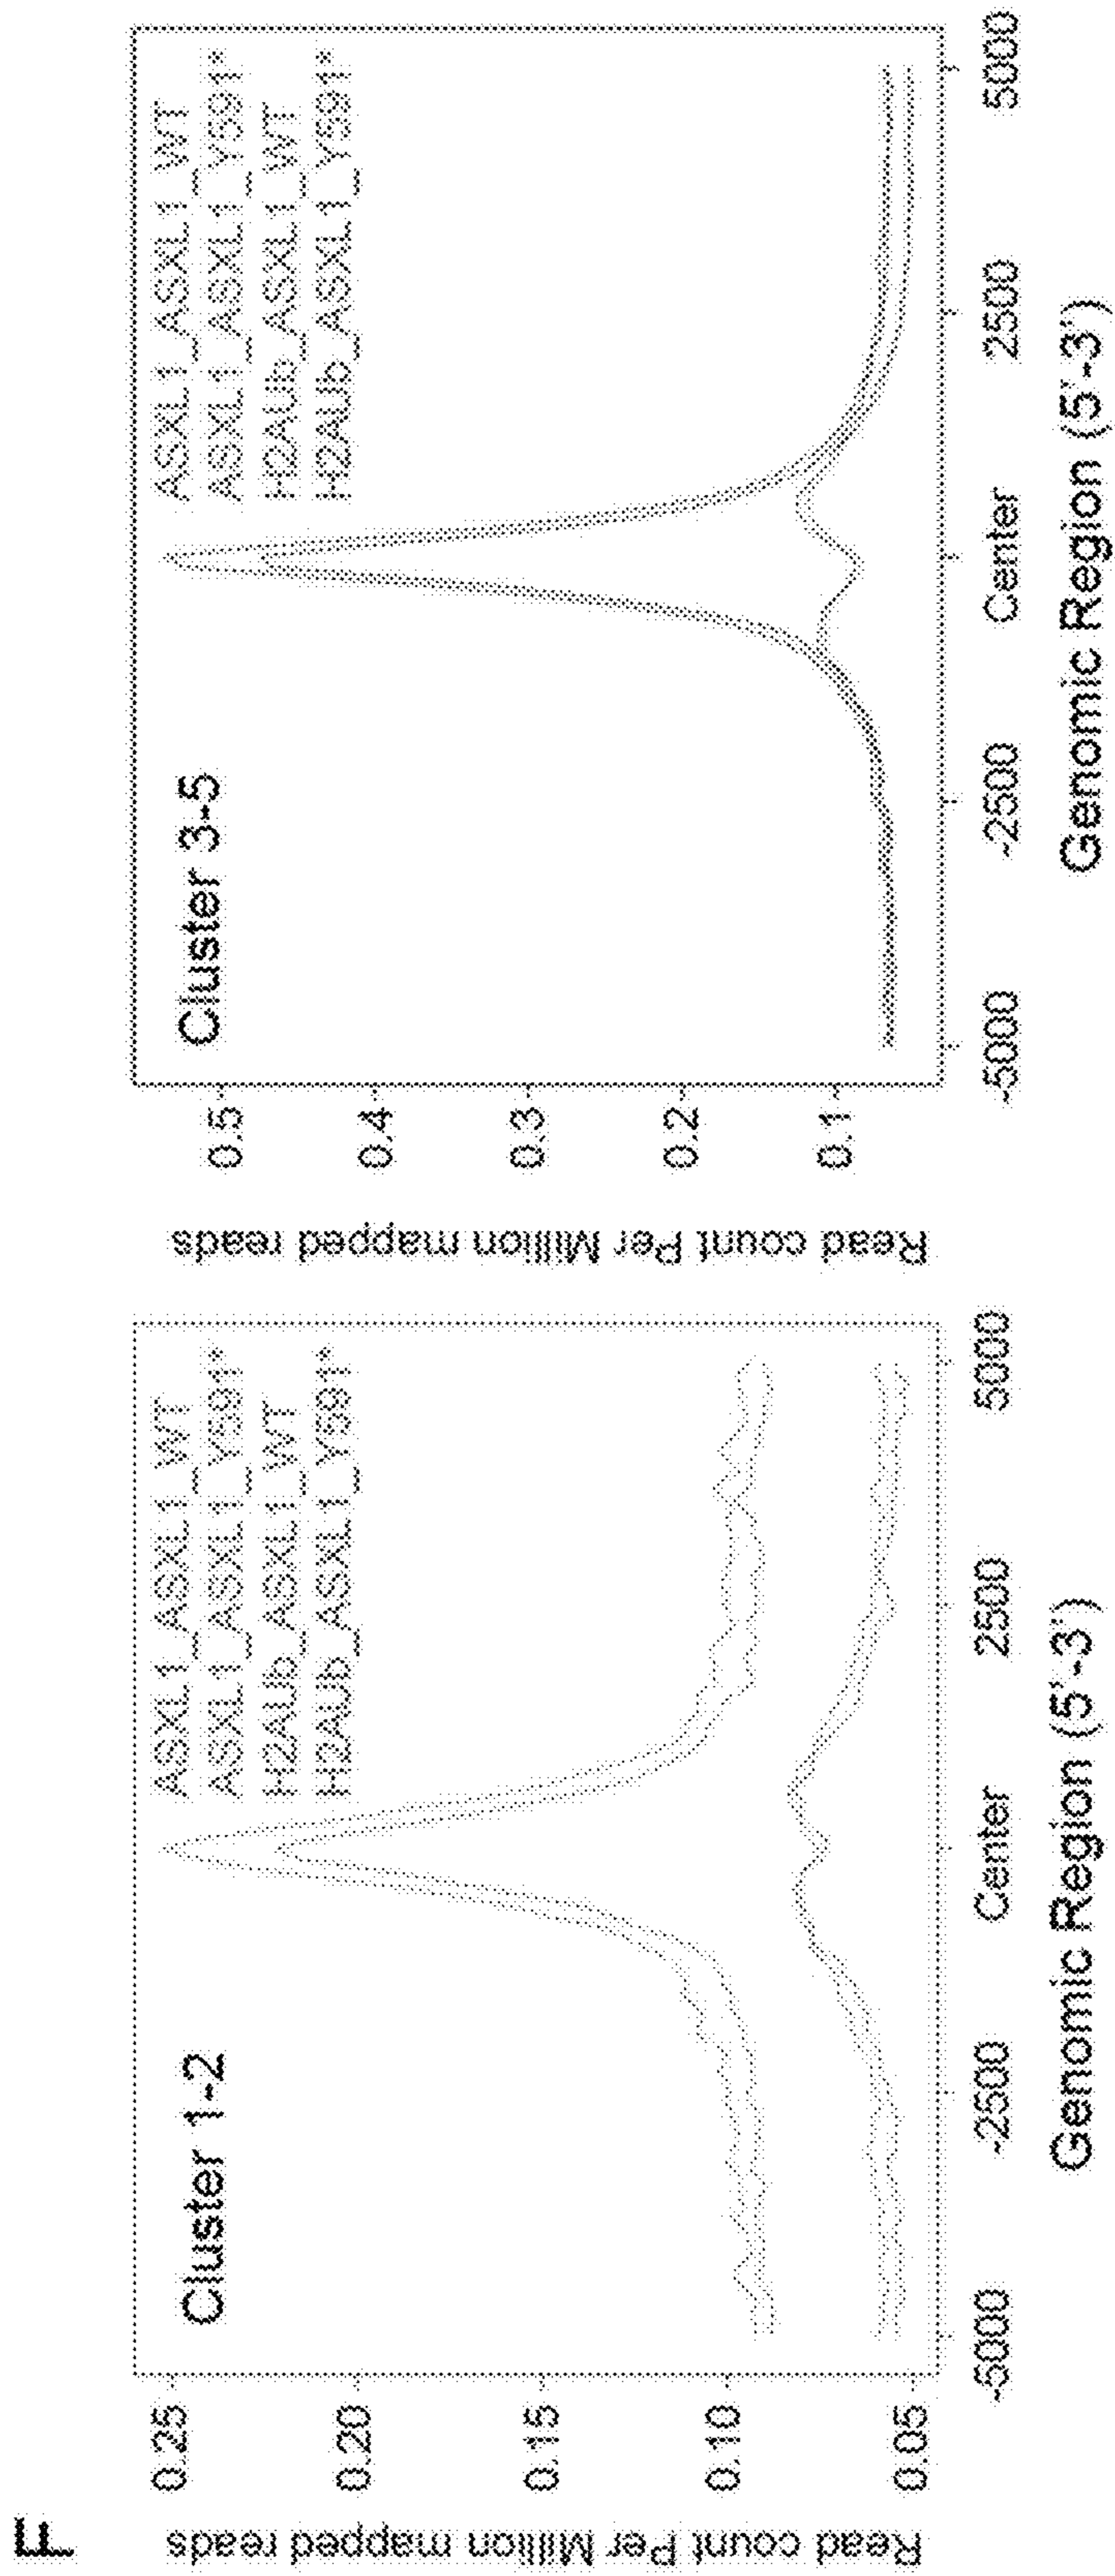 F
Read count Per Million mapped reads
0.25
0.20
0.15
0.10
0.05
Cluster 1-2
ASXL1_ASXL1_WT
ASXL1_ASXL1_Y591*
H2AUb_ASXL1_WT
H2AUb_ASXL1_Y591*
-5000
-2500
Center
2500
5000
Genomic Region (5'-3')
Read count Per Million mapped reads
0.5
0.4
0.3
0.2
0.1
Cluster 3-5
ASXL1_ASXL1_WT
ASXL1_ASXL1_Y591*
H2AUb_ASXL1_WT
H2AUb_ASXL1_Y591*
-5000
-2500
Center
2500
5000
Genomic Region (5'-3')